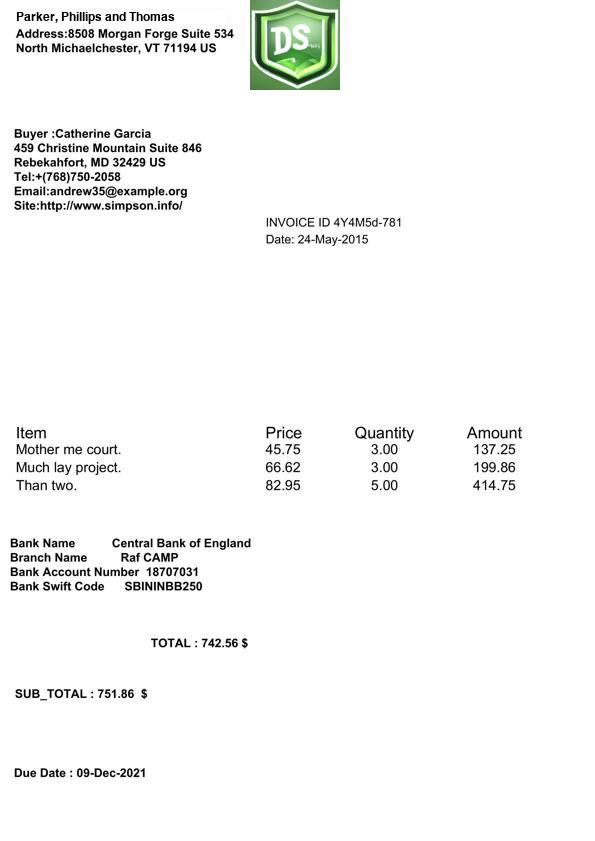 Parker, Phillips and Thomas
Address:8508 Morgan Forge Suite 534
North Michaelchester, VT 71194 US
DS
Buyer :Catherine Garcia
459 Christine Mountain Suite 846
Rebekahfort, MD 32429 US
Tel:+(768)750-2058
Email:andrew35@example.org
Site:http://www.simpson.info/
INVOICE ID 4Y4M5d-781
Date: 24-May-2015
Item Price Quantity Amount
Mother me court. 45.75 3.00 137.25
Much lay project. 66.62 3.00 199.86
Than two. 82.95 5.00 414.75
Bank Name Central Bank of England
Branch Name Raf CAMP
Bank Account Number 18707031
Bank Swift Code SBININBB250
TOTAL : 742.56 $
SUB_TOTAL : 751.86 $
Due Date : 09-Dec-2021